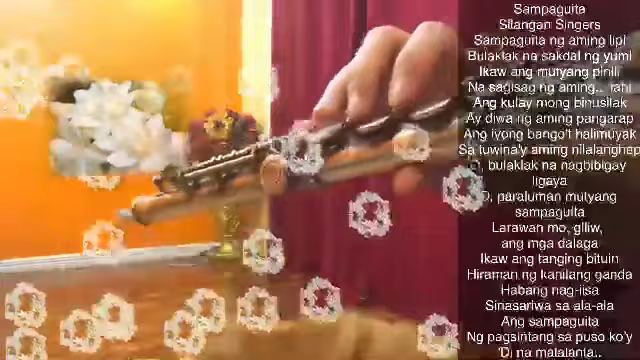 Sampaguita
Silangan Singers
Sampaguita ng aming lipi
Bulaklak na sakdal ng yumi
Ikaw ang mutyang pinili
Na sagisag ng aming.. rahi
Ang kulay mong binusilak
Ay diwa ng aming pangarap
Ang iyong bango't halimuyak
Sa tuwina'y aming nilalanghap
O, bulaklak na nagbibigay
ligaya
O, paraluman mutyang
sampaguita
Larawan mo, giliw,
ang mga dalaga
Ikaw ang tanging bituin
Hiraman ng kanilang ganda
Habang nag-iisa
Sinasariwa sa ala-ala
Ang sampaguita
Ng pagsintang sa puso ko'y
'Di na malalanta..